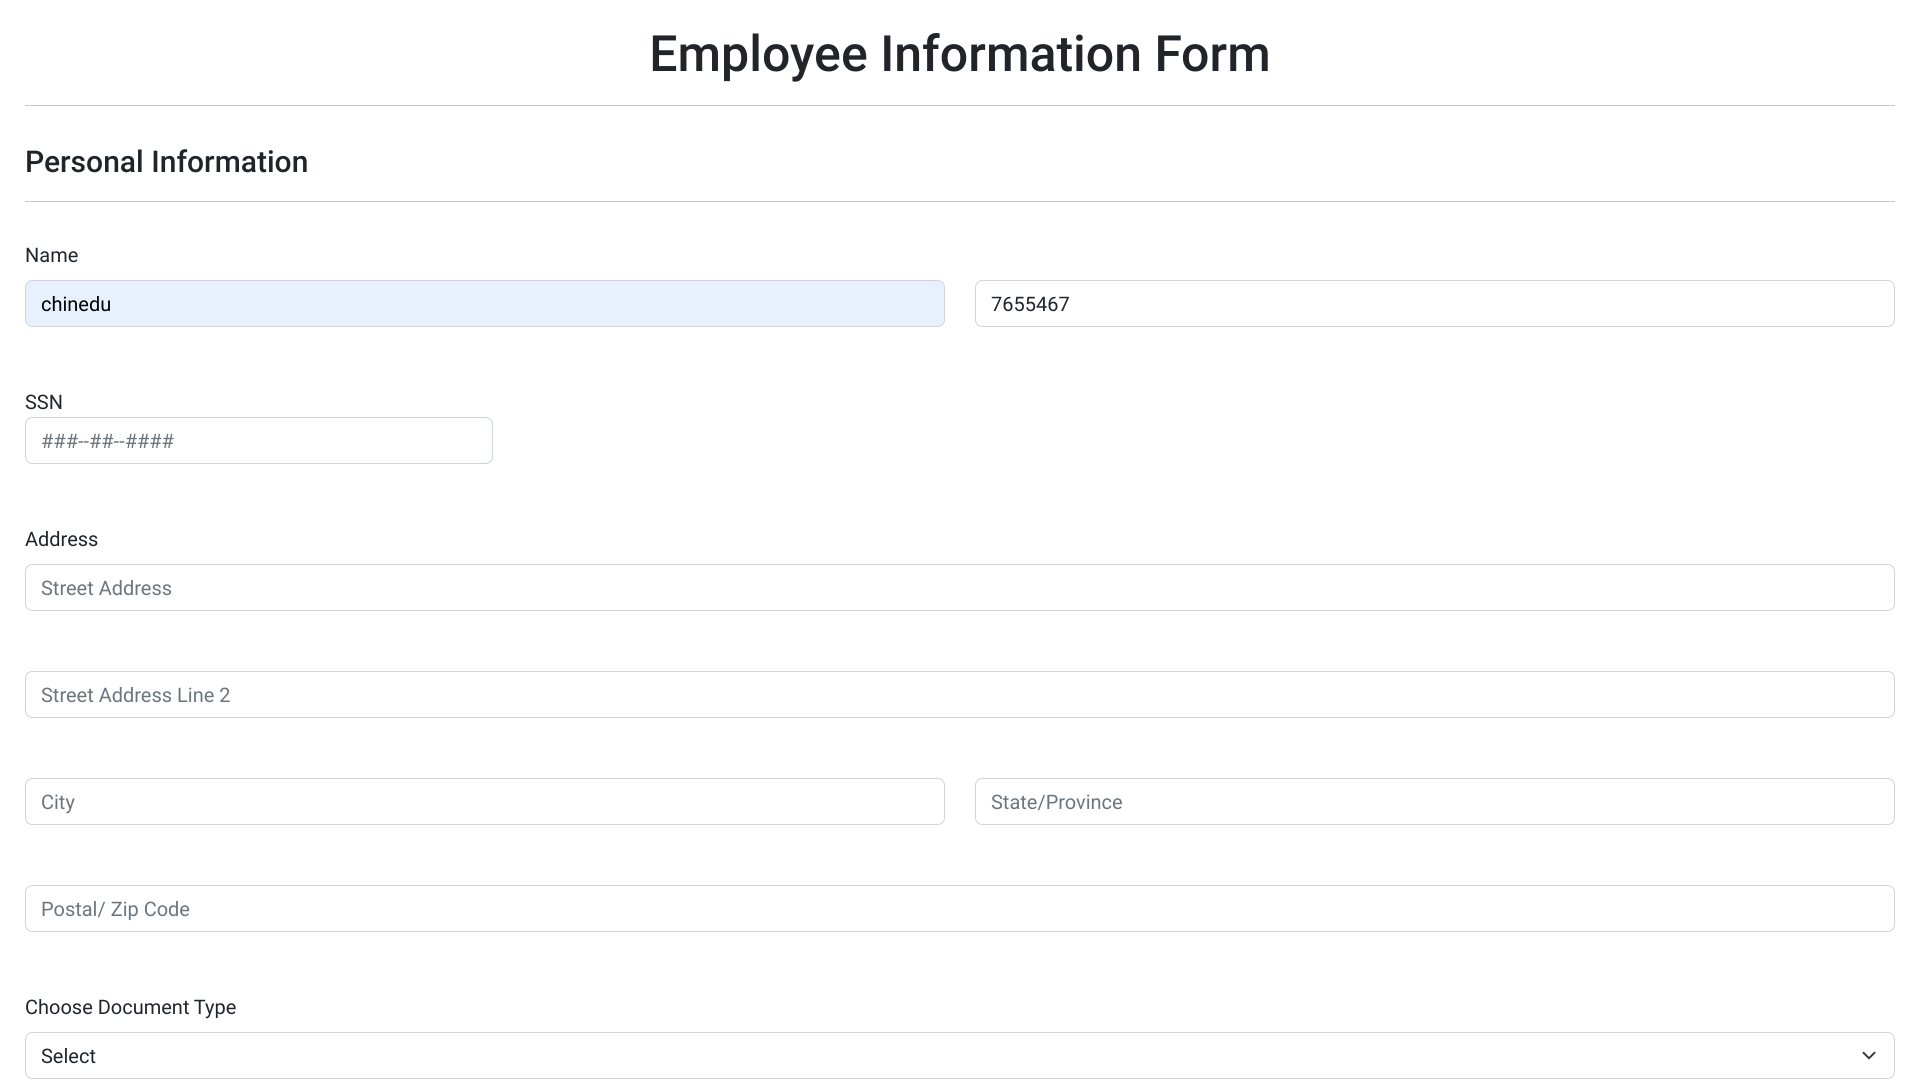 Employee Information Form
Personal Information
Name
chinedu
7655467
SSN
###--##--####
Address
Street Address
Street Address Line 2
City
State/Province
Postal/ Zip Code
Choose Document Type
Select